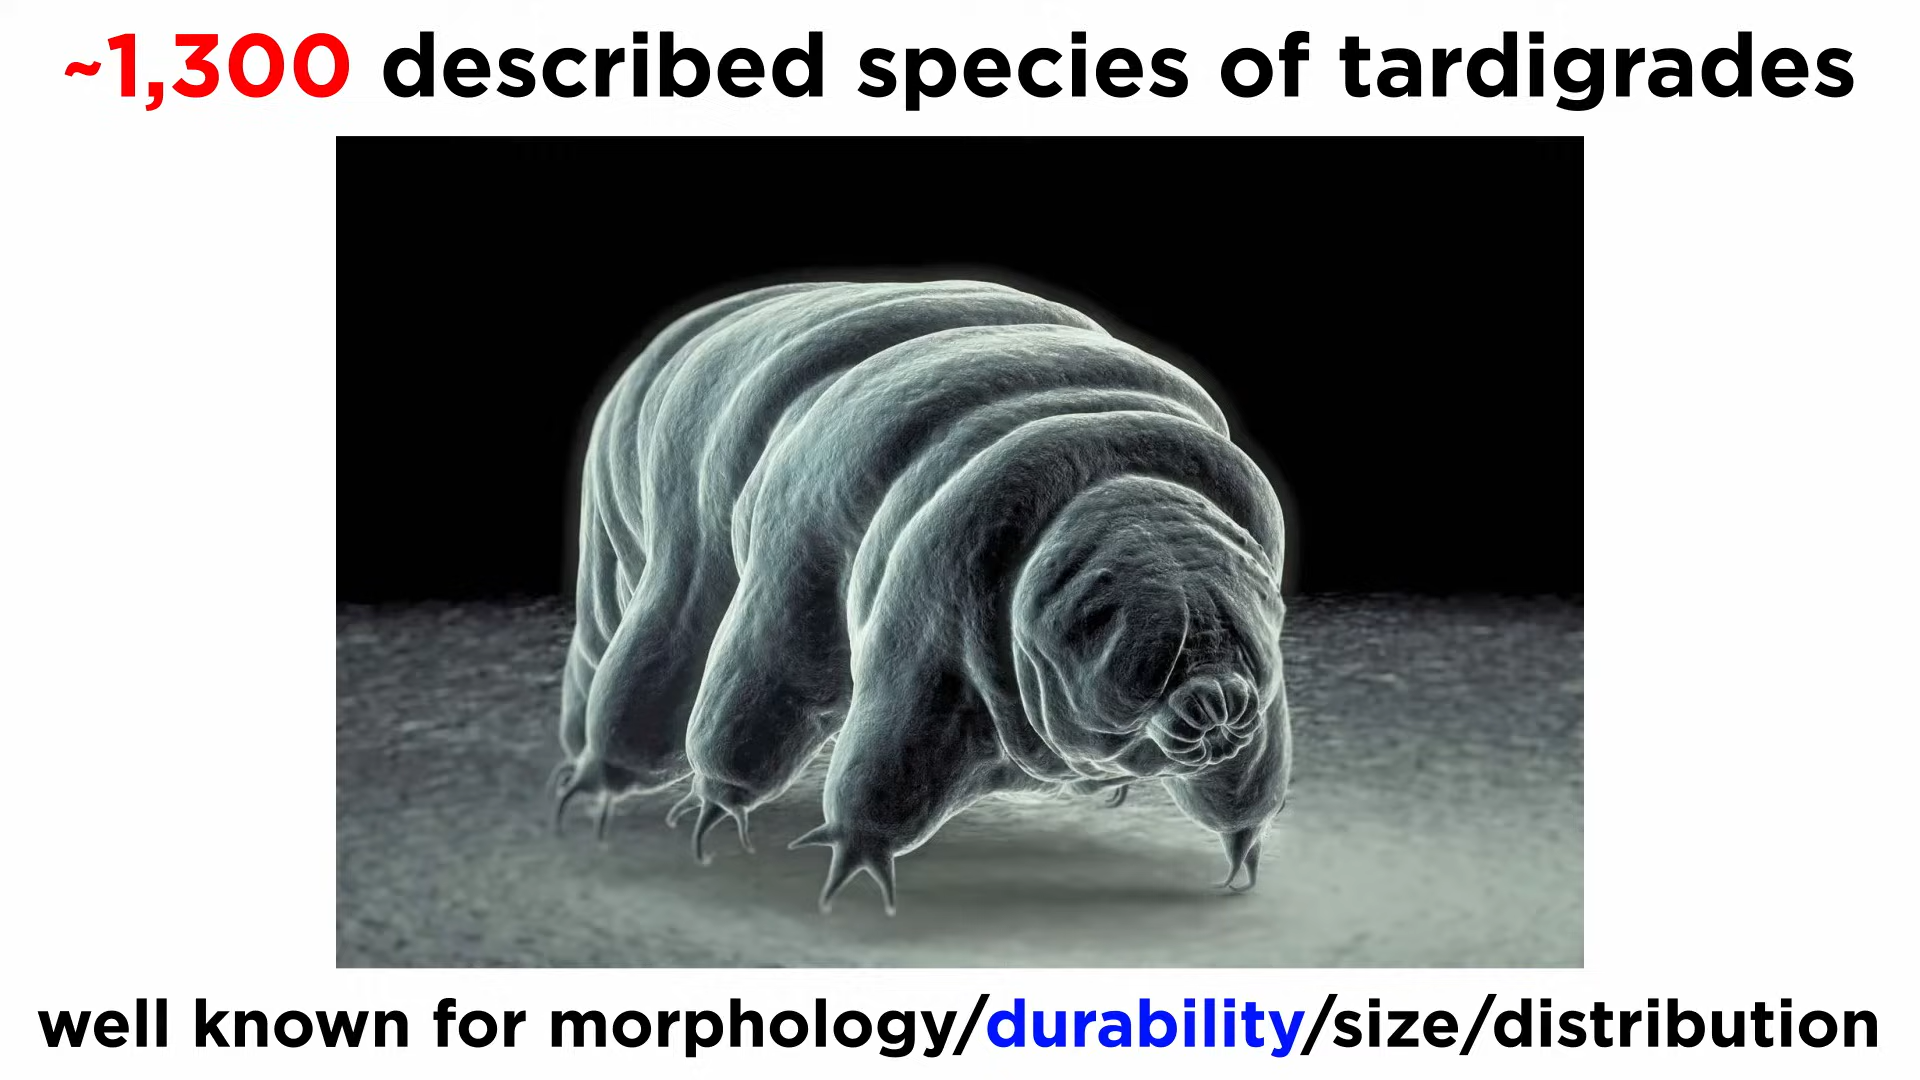 ~1,300 described species of tardigrades
well known for morphology/durability/size/distribution